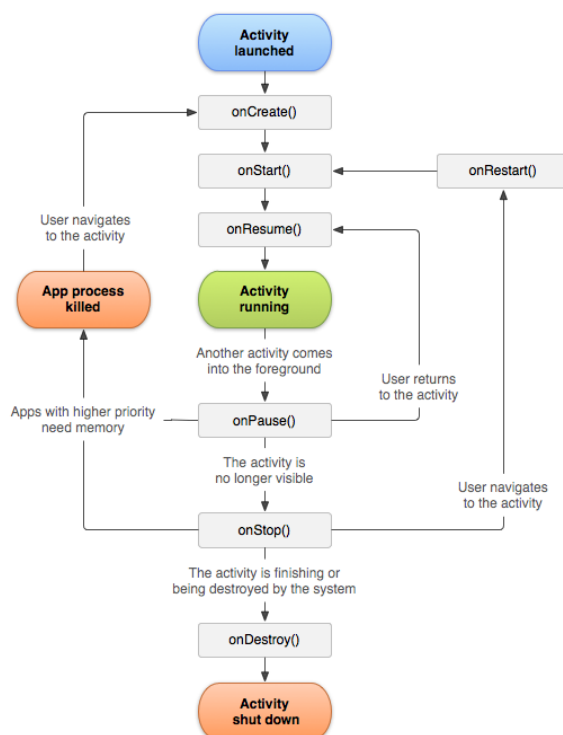 Activity
launched
onCreate()
onStart()
onRestart()
User navigates
to the activity
onResume()
App process
killed
Activity
running
Another activity comes
into the foreground
User returns
to the activity
Apps with higher priority
need memory
onPause()
The activity is
no longer visible
User navigates
to the activity
onStop()
The activity is finishing or
being destroyed by the system
onDestroy()
Activity
shut down